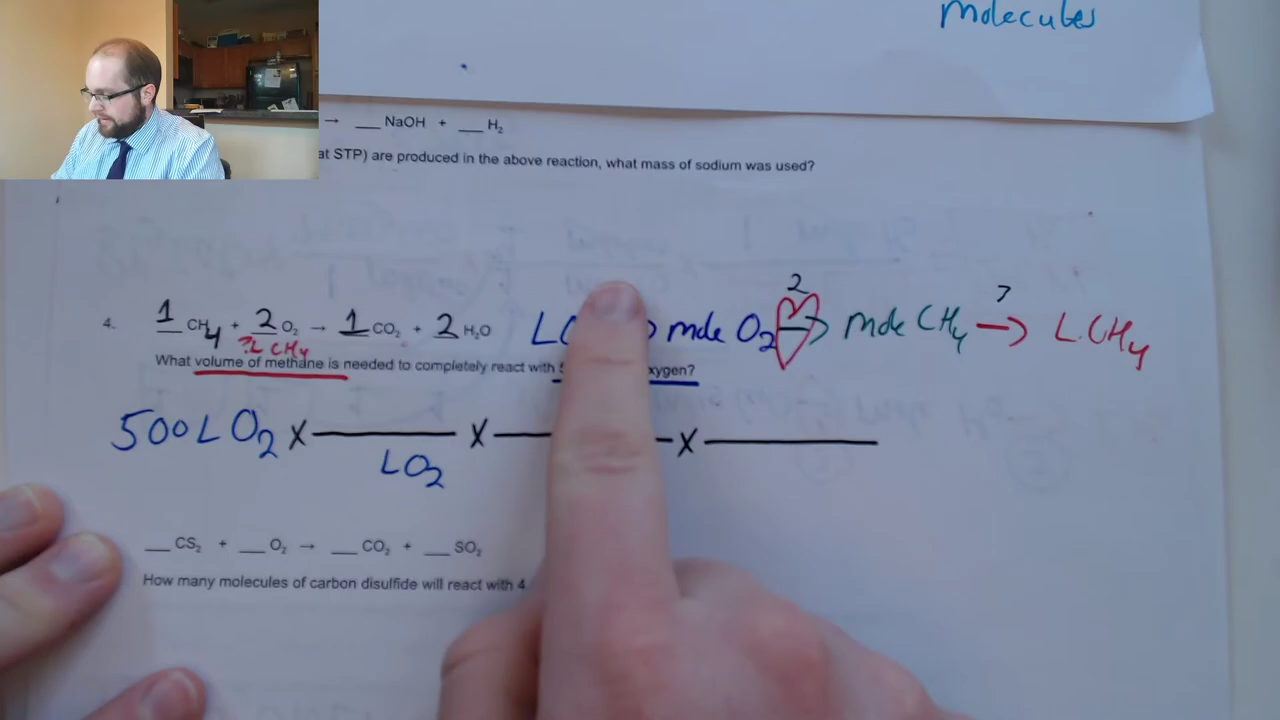 molecules
→ ___ NaOH + ___ H₂
at STP) are produced in the above reaction, what mass of sodium was used?
4. 1 CH₄ + 2 O₂ → 1 CO₂ + 2 H₂O
? L CH₄
2 ?
mole O₂ → mole CH₄ → L CH₄
What volume of methane is needed to completely react with
500 L O₂ x ___ x ___ x ___
L O₂
___ CS₂ + ___ O₂ → ___ CO₂ + ___ SO₂
How many molecules of carbon disulfide will react with 4